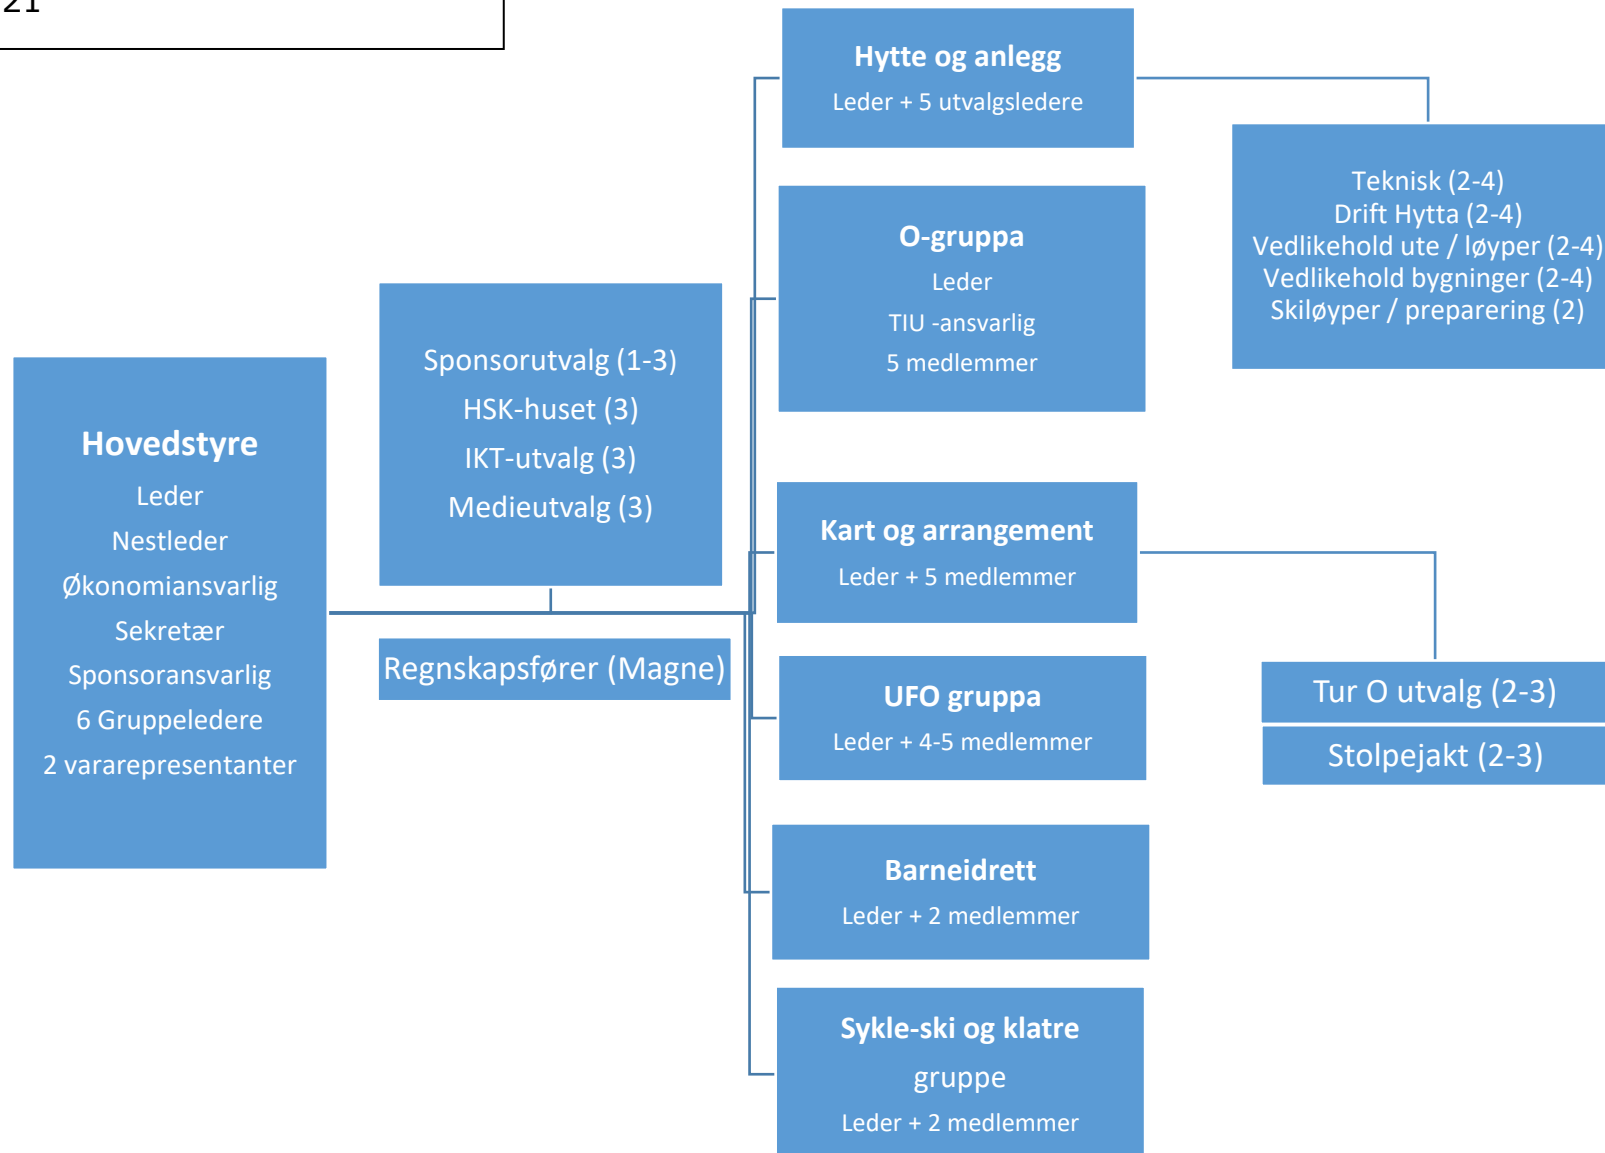 21
Hovedstyre
Leder
Nestleder
Økonomiansvarlig
Sekretær
Sponsoransvarlig
6 Gruppeledere
2 vararepresentanter
Sponsorutvalg (1-3)
HSK-huset (3)
IKT-utvalg (3)
Medieutvalg (3)
Regnskapsfører (Magne)
Hytte og anlegg
Leder + 5 utvalgsledere
O-gruppa
Leder
TIU -ansvarlig
5 medlemmer
Kart og arrangement
Leder + 5 medlemmer
UFO gruppa
Leder + 4-5 medlemmer
Barneidrett
Leder + 2 medlemmer
Sykle-ski og klatre
gruppe
Leder + 2 medlemmer
Teknisk (2-4)
Drift Hytta (2-4)
Vedlikehold ute / løyper (2-4)
Vedlikehold bygninger (2-4)
Skiløyper / preparering (2)
Tur O utvalg (2-3)
Stolpejakt (2-3)